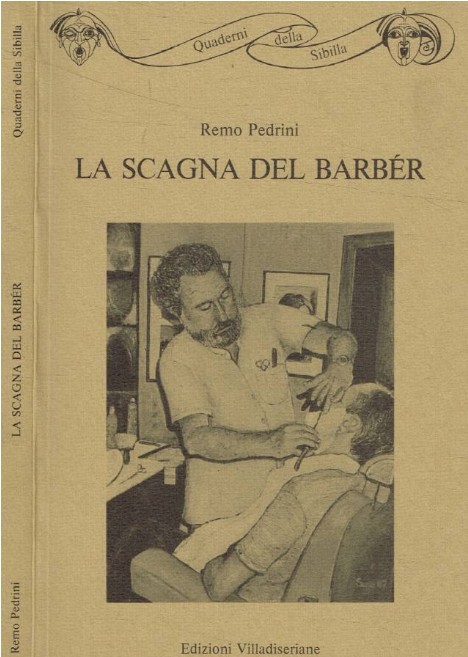 Quaderni della Sibilla
Remo Pedrini
LA SCAGNA DEL BARBÉR
Edizioni Villadiseriane
Quaderni della Sibilla
LA SCAGNA DEL BARBÉR
Remo Pedrini